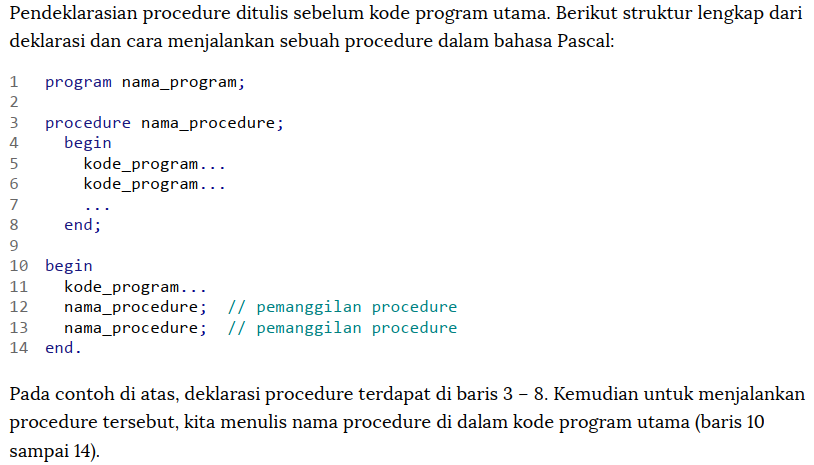 Pendeklarasian procedure ditulis sebelum kode program utama. Berikut struktur lengkap dari
deklarasi dan cara menjalankan sebuah procedure dalam bahasa Pascal:
1 program nama_program;
2
3 procedure nama_procedure;
4 begin
5 kode_program...
6 kode_program...
7 ...
8 end;
9
10 begin
11 kode_program...
12 nama_procedure; // pemanggilan procedure
13 nama_procedure; // pemanggilan procedure
14 end.
Pada contoh di atas, deklarasi procedure terdapat di baris 3 – 8. Kemudian untuk menjalankan
procedure tersebut, kita menulis nama procedure di dalam kode program utama (baris 10
sampai 14).